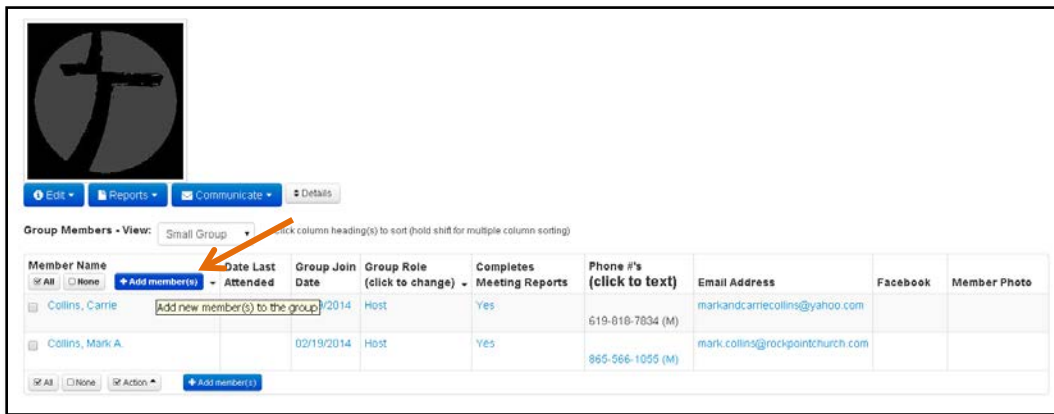 Edit Reports Communicate Details
Group Members - View: Small Group click column heading(s) to sort (hold shift for multiple column sorting)
Member Name Date Last Group Join Group Role Completes Phone #'s
All None + Add member(s) Attended Date (click to change) Meeting Reports (click to text) Email Address Facebook Member Photo
Collins, Carrie Add new member(s) to the group /2014 Host Yes markandcarriecollins@yahoo.com
619-818-7834 (M)
Collins, Mark A. 02/19/2014 Host Yes mark.collins@rockpointchurch.com
865-566-1055 (M)
All None Action + Add member(s)